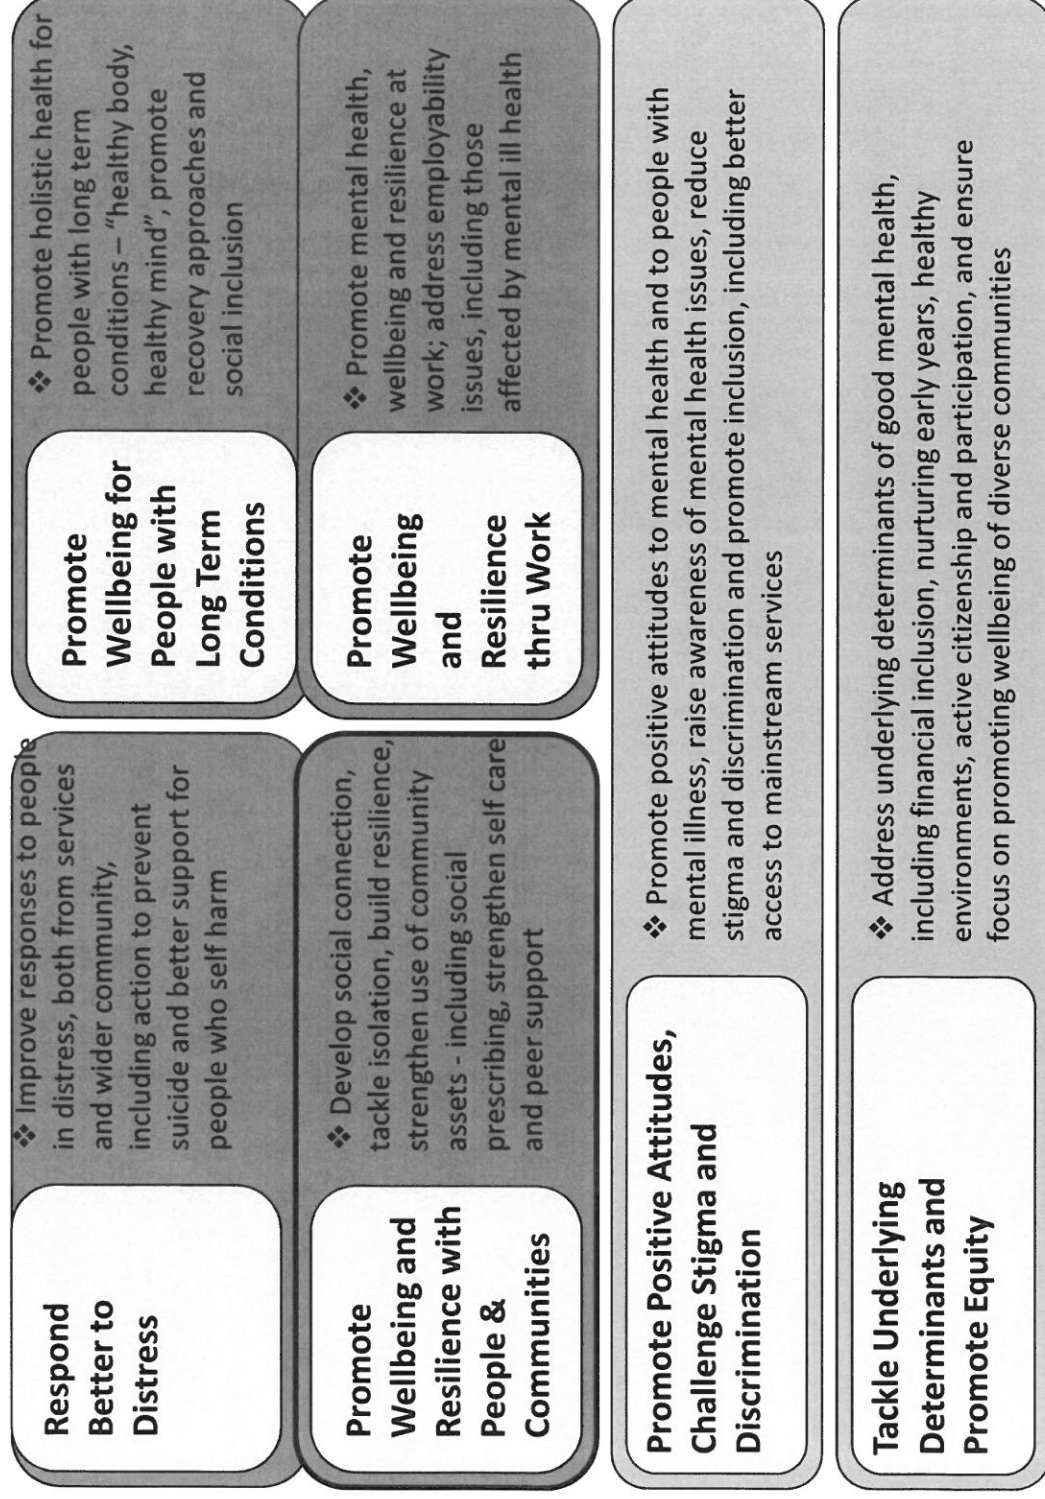 Respond
Better to
Distress
❖ Improve responses to people
in distress, both from services
and wider community,
including action to prevent
suicide and better support for
people who self harm
Promote
Wellbeing for
People with
Long Term
Conditions
❖ Promote holistic health for
people with long term
conditions – “healthy body,
healthy mind”, promote
recovery approaches and
social inclusion
Promote
Wellbeing and
Resilience with
People &
Communities
❖ Develop social connection,
tackle isolation, build resilience,
strengthen use of community
assets - including social
prescribing, strengthen self care
and peer support
Promote
Wellbeing
and
Resilience
thru Work
❖ Promote mental health,
wellbeing and resilience at
work; address employability
issues, including those
affected by mental ill health
Promote Positive Attitudes,
Challenge Stigma and
Discrimination
❖ Promote positive attitudes to mental health and to people with
mental illness, raise awareness of mental health issues, reduce
stigma and discrimination and promote inclusion, including better
access to mainstream services
Tackle Underlying
Determinants and
Promote Equity
❖ Address underlying determinants of good mental health,
including financial inclusion, nurturing early years, healthy
environments, active citizenship and participation, and ensure
focus on promoting wellbeing of diverse communities